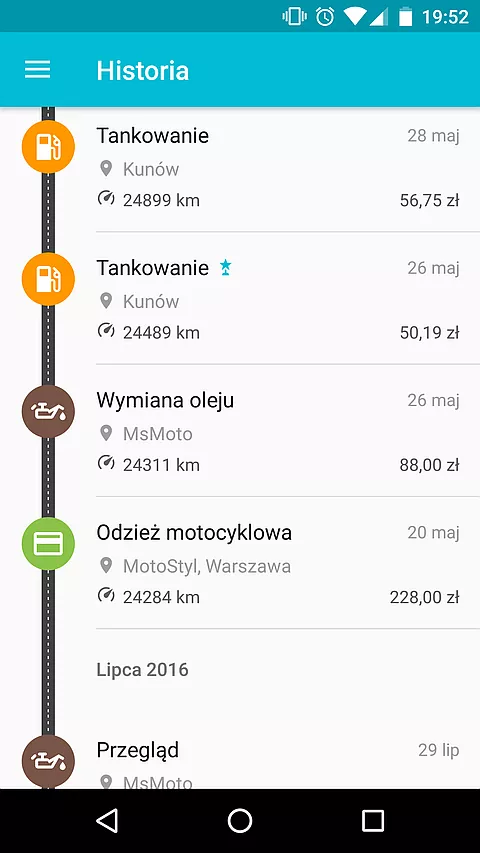 19:52
Historia
Tankowanie 28 maj
Kunów
24899 km 56,75 zł
Tankowanie 26 maj
Kunów
24489 km 50,19 zł
Wymiana oleju 26 maj
MsMoto
24311 km 88,00 zł
Odzież motocyklowa 20 maj
MotoStyl, Warszawa
24284 km 228,00 zł
Lipca 2016
Przegląd 29 lip
MsMoto